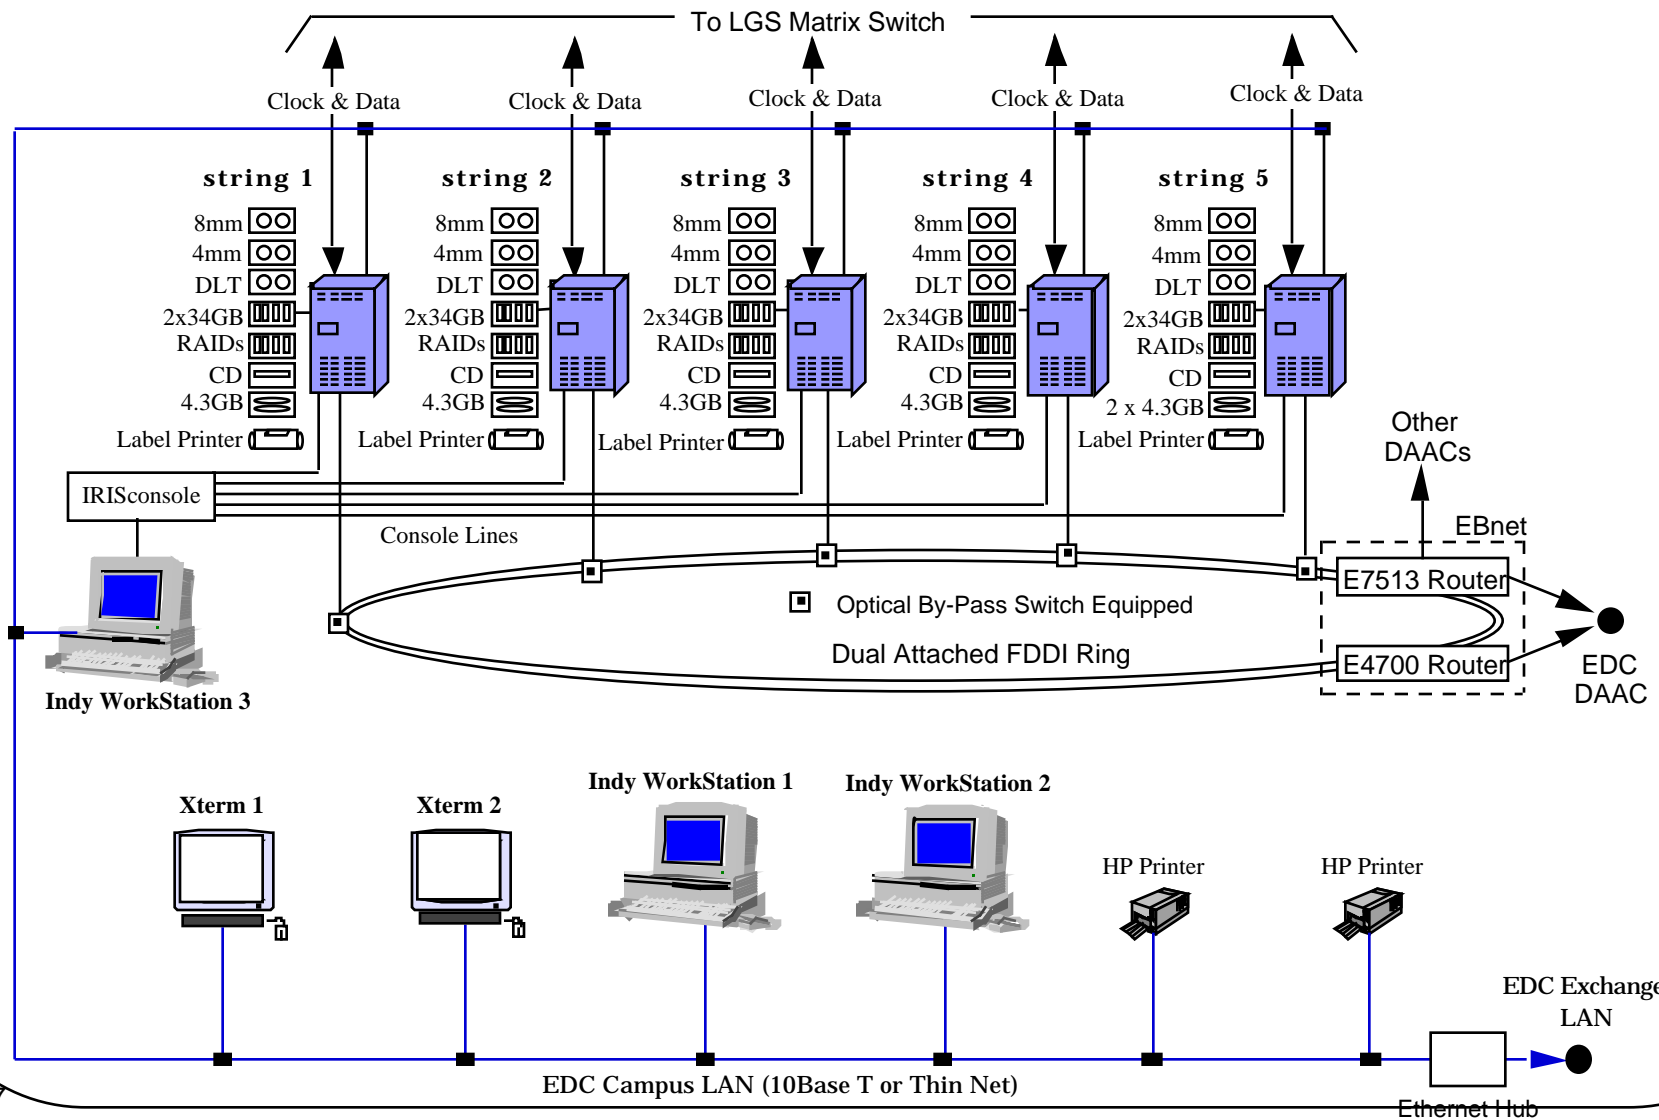 To LGS Matrix Switch
Clock & Data
Clock & Data
Clock & Data
Clock & Data
Clock & Data
string 1
8mm
4mm
DLT
2x34GB
RAIDs
CD
4.3GB
Label Printer
string 2
8mm
4mm
DLT
2x34GB
RAIDs
CD
4.3GB
Label Printer
string 3
8mm
4mm
DLT
2x34GB
RAIDs
CD
4.3GB
Label Printer
string 4
8mm
4mm
DLT
2x34GB
RAIDs
CD
4.3GB
Label Printer
string 5
8mm
4mm
DLT
2x34GB
RAIDs
CD
2 x 4.3GB
Label Printer
Other
DAACs
IRISconsole
Console Lines
EBnet
E7513 Router
Optical By-Pass Switch Equipped
Dual Attached FDDI Ring
E4700 Router
EDC
DAAC
Indy WorkStation 3
Xterm 1
Xterm 2
Indy WorkStation 1
Indy WorkStation 2
HP Printer
HP Printer
EDC Exchange
LAN
EDC Campus LAN (10Base T or Thin Net)
Ethernet Hub